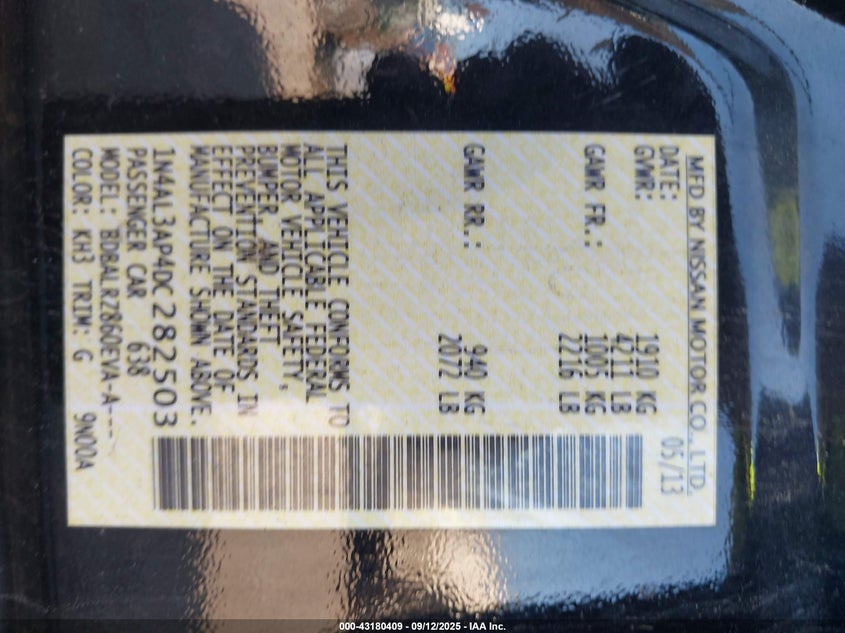 MFD BY NISSAN MOTOR CO., LTD.
DATE: 05/13
GVWR: 1910 KG
4211 LB
GAWR FR.: 1005 KG
2216 LB
GAWR RR.: 940 KG
2072 LB
THIS VEHICLE CONFORMS TO
ALL APPLICABLE FEDERAL
MOTOR VEHICLE SAFETY,
BUMPER AND THEFT
PREVENTION STANDARDS IN
EFFECT ON THE DATE OF
MANUFACTURE SHOWN ABOVE.
1N4AL3AP4DC282503
PASSENGER CAR 638
MODEL: BDBALRZ860EVA-A----
COLOR: KH3 TRIM: G 9N00A
000-43180409 - 09/12/2025 - IAA Inc.